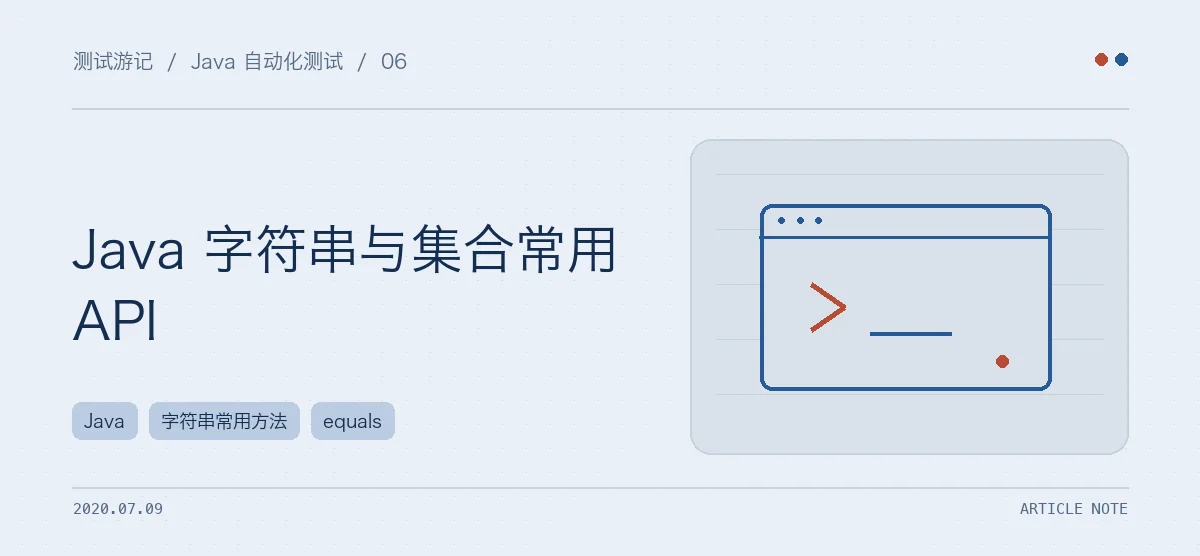 测试游记 / Java 自动化测试 / 06
Java 字符串与集合常用
API
Java 字符串常用方法 equals
2020.07.09 ARTICLE NOTE